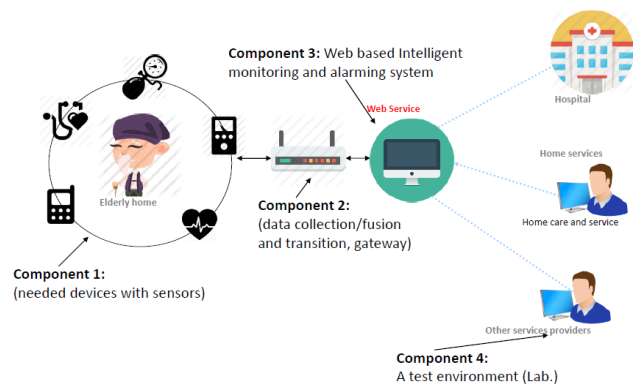 Component 3: Web based Intelligent
monitoring and alarming system
Web Service
Hospital
Elderly home
Home services
Home care and service
Component 2:
(data collection/fusion
and transition, gateway)
Component 1:
(needed devices with sensors)
Other services providers
Component 4:
A test environment (Lab.)